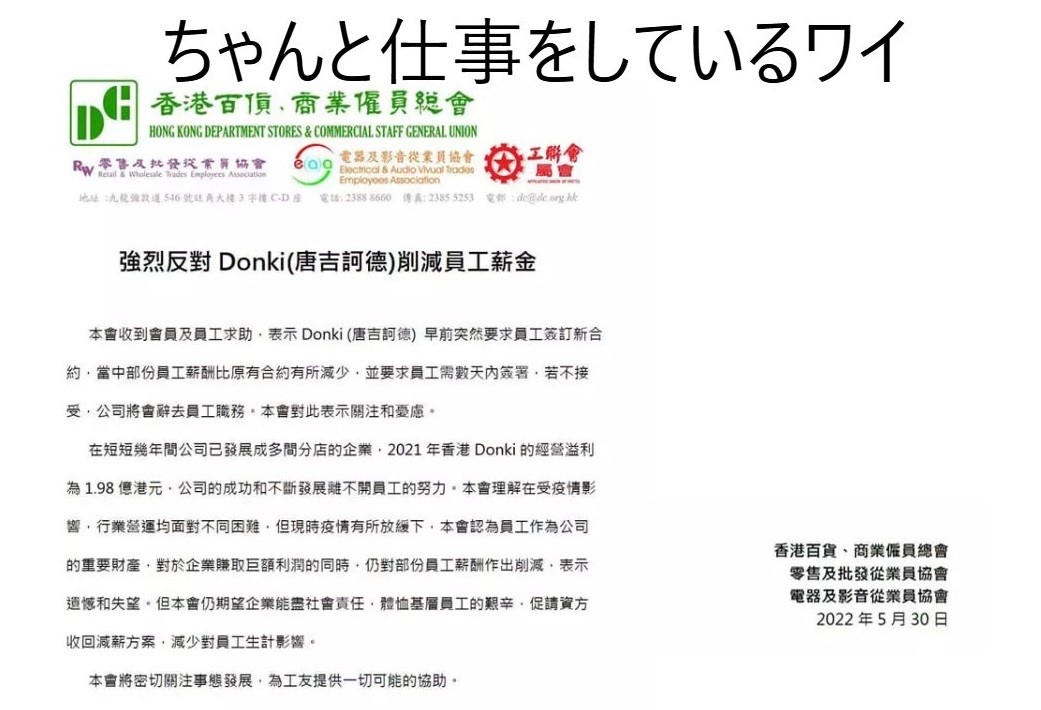 ちゃんと仕事をしているワイ
香港百貨、商業僱員総會
HONG KONG DEPARTMENT STORES & COMMERCIAL STAFF GENERAL UNION
RW 零售及批發從業員協會
Retail & Wholesale Trades Employees Association
eaa 電器及影音從業員協會
Electrical & Audio Vivual Trades
Employees Association
工聯會
屬會
AFFILIATED UNION OF HKFTU
地址:九龍彌敦道 546 號旺角大樓 3 字樓 C-D 座 電話: 2388 8660 傳真: 2385 5253 電郵:dc@dc.org.hk
強烈反對 Donki(唐吉訶德)削減員工薪金
本會收到會員及員工求助,表示 Donki (唐吉訶德) 早前突然要求員工簽訂新合
約,當中部份員工薪酬比原有合約有所減少,並要求員工需數天內簽署,若不接
受,公司將會辭去員工職務。本會對此表示關注和憂慮。
在短短幾年間公司已發展成多間分店的企業,2021 年香港 Donki 的經營溢利
為 1.98 億港元,公司的成功和不斷發展離不開員工的努力。本會理解在受疫情影
響,行業營運均面對不同困難,但現時疫情有所放緩下,本會認為員工作為公司
的重要財產,對於企業賺取巨額利潤的同時,仍對部份員工薪酬作出削減,表示
遺憾和失望。但本會仍期望企業能盡社會責任,體恤基層員工的艱辛,促請資方
收回減薪方案,減少對員工生計影響。
本會將密切關注事態發展,為工友提供一切可能的協助。
香港百貨、商業僱員總會
零售及批發從業員協會
電器及影音從業員協會
2022 年 5 月 30 日